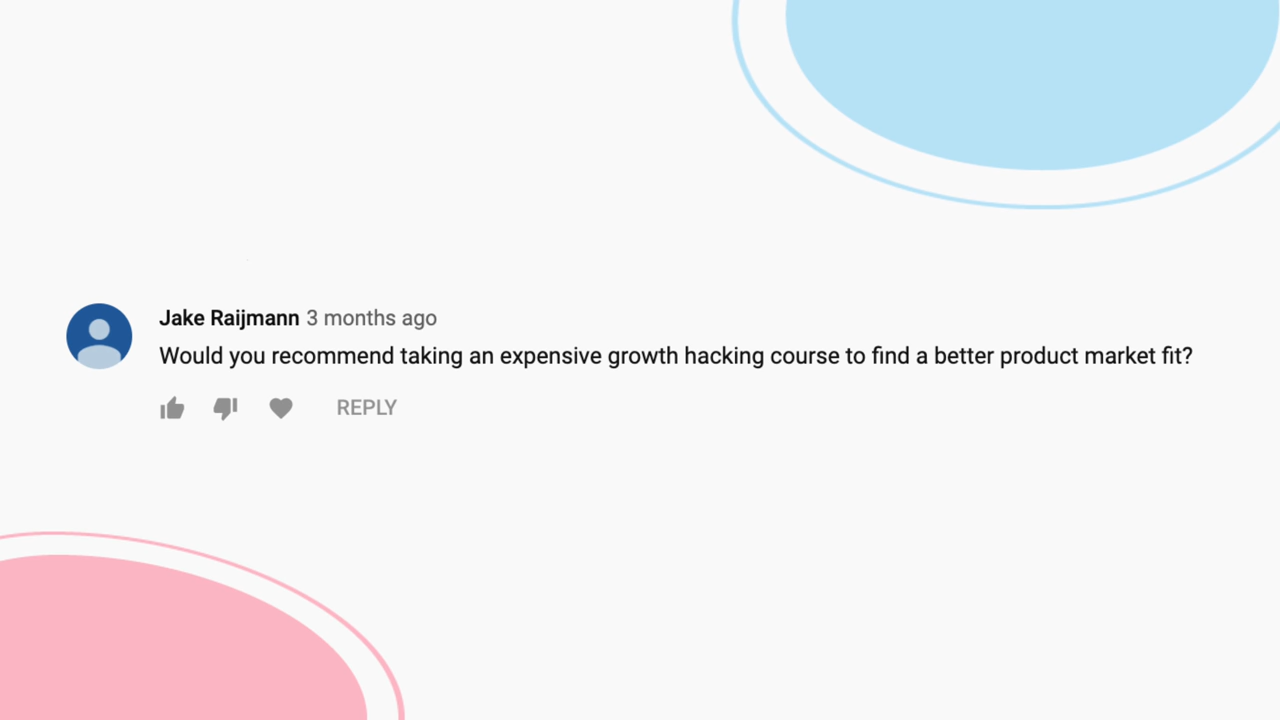 Jake Raijmann 3 months ago
Would you recommend taking an expensive growth hacking course to find a better product market fit?
REPLY